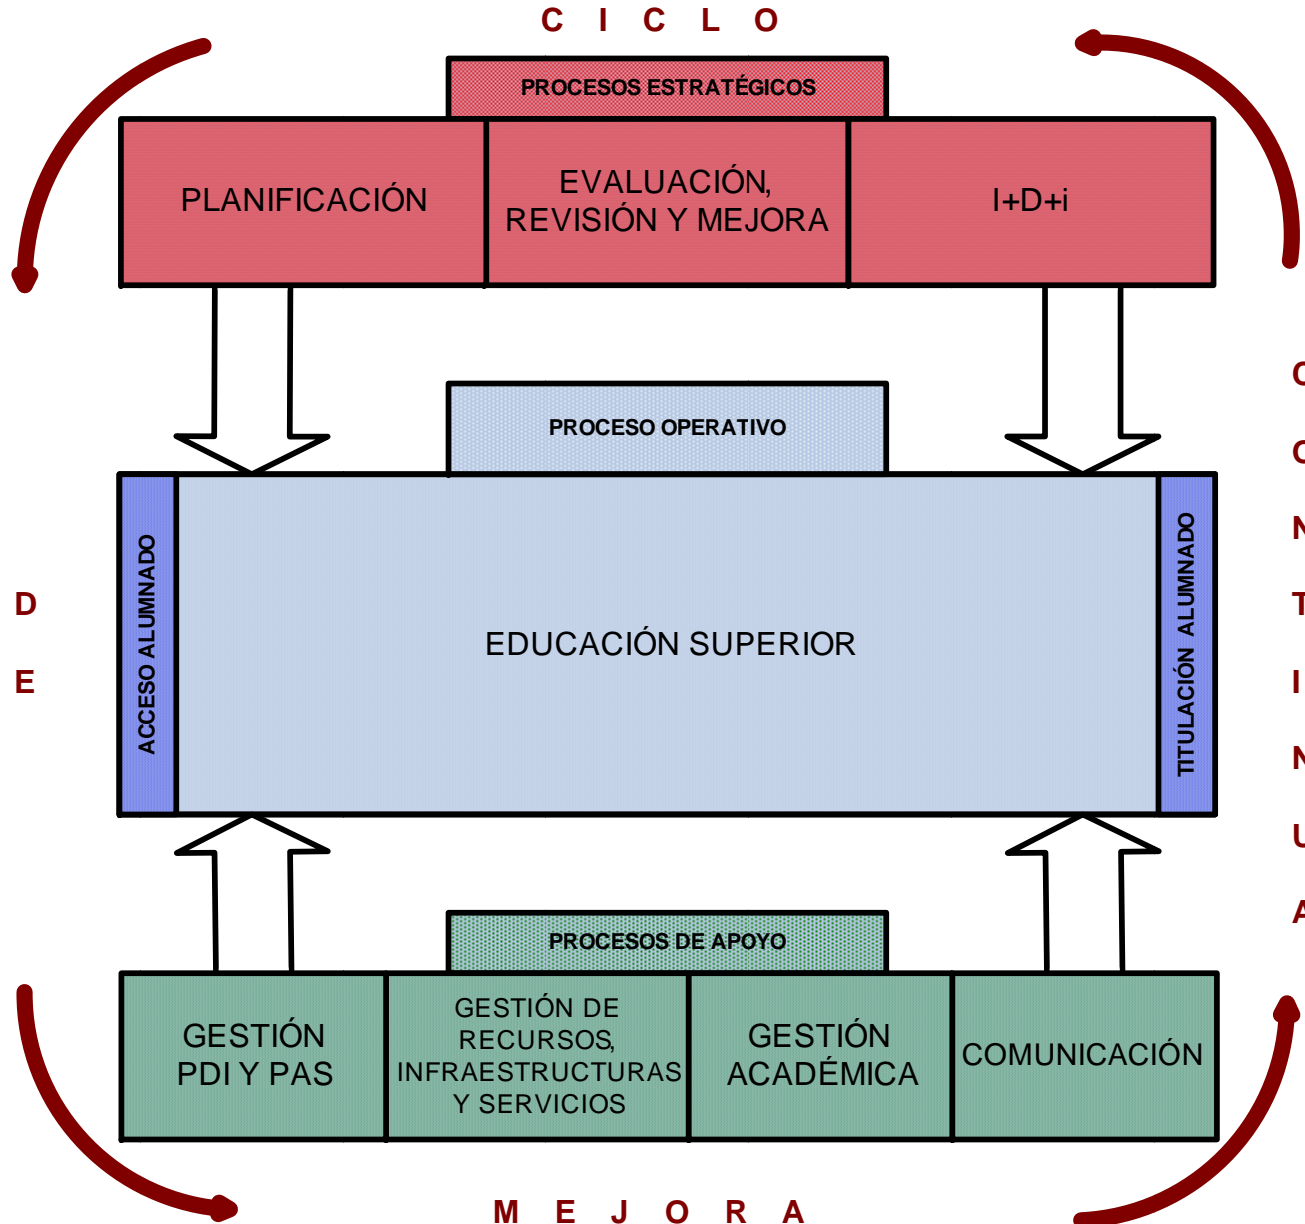 C I C L O
PROCESOS ESTRATÉGICOS
PLANIFICACIÓN
EVALUACIÓN,
REVISIÓN Y MEJORA
I+D+i
PROCESO OPERATIVO
ACCESO ALUMNADO
EDUCACIÓN SUPERIOR
TITULACIÓN ALUMNADO
D
E
PROCESOS DE APOYO
GESTIÓN
PDI Y PAS
GESTIÓN DE
RECURSOS,
INFRAESTRUCTURAS
Y SERVICIOS
GESTIÓN
ACADÉMICA
COMUNICACIÓN
M E J O R A
C
O
N
T
I
N
U
A